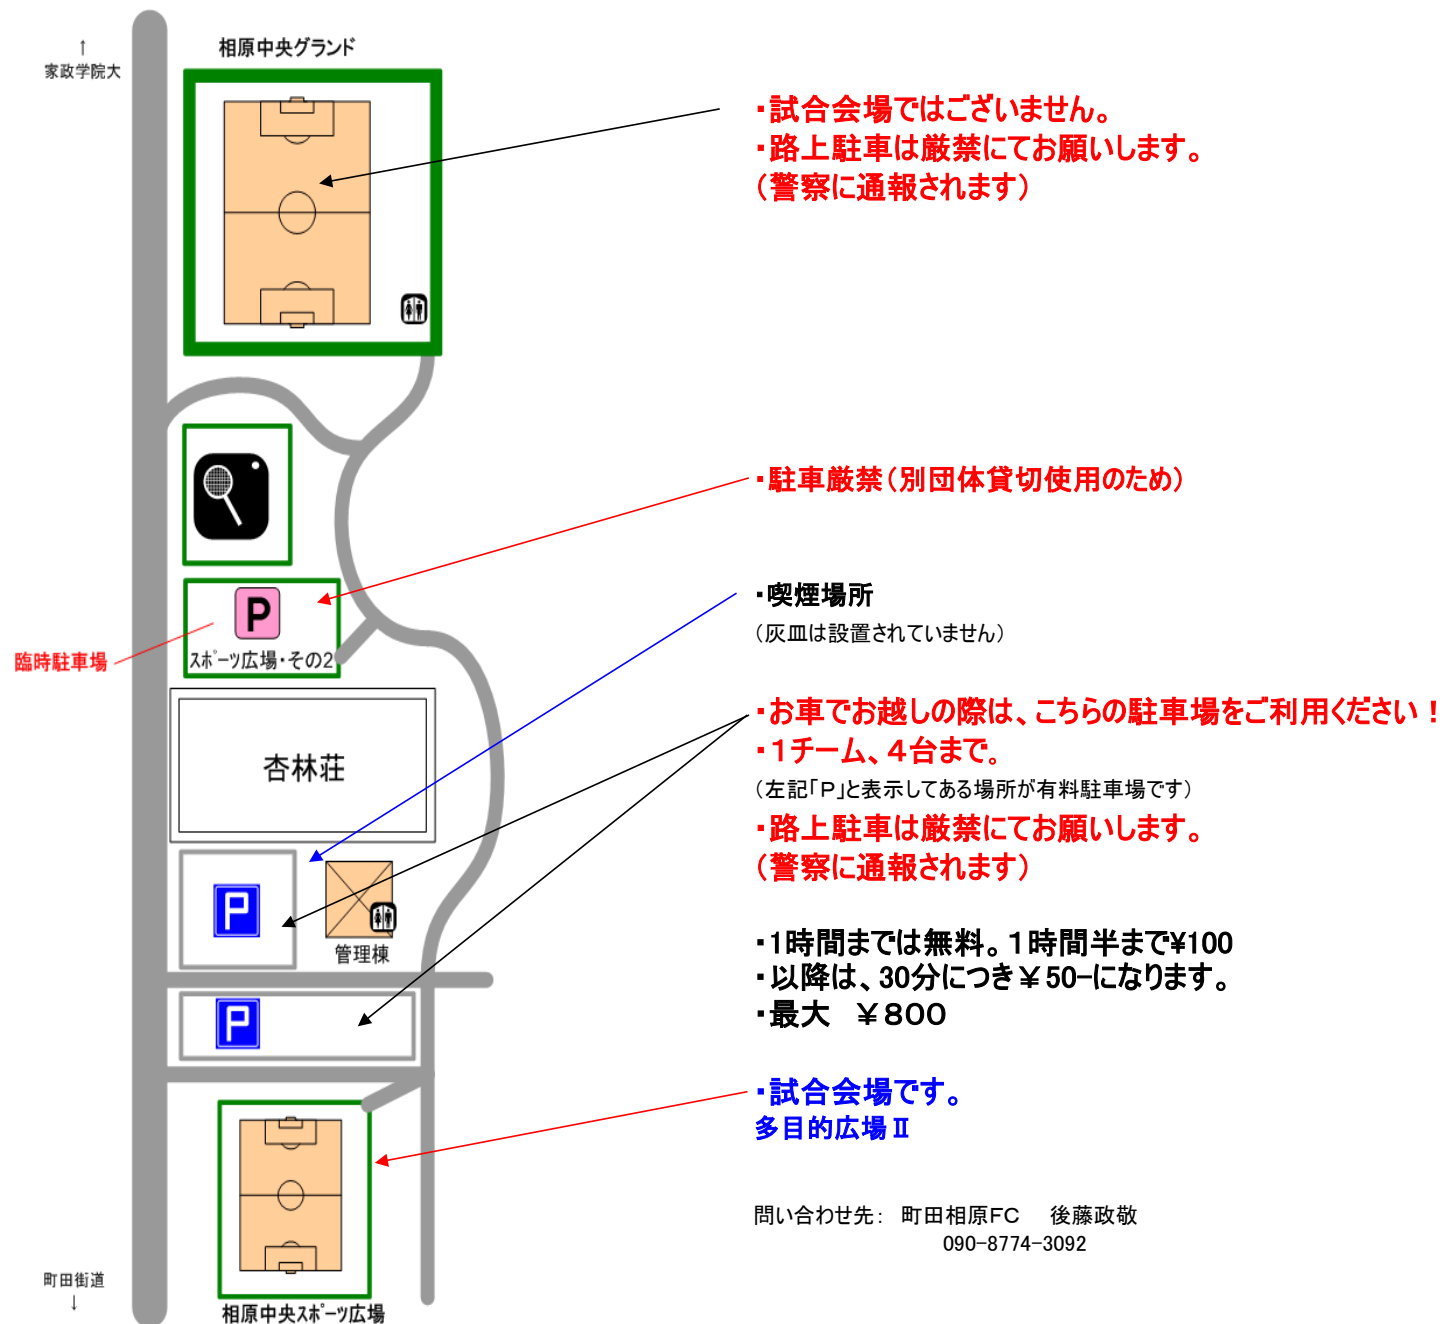 ↑
家政学院大
相原中央グランド
・試合会場ではございません。
・路上駐車は厳禁にてお願いします。
（警察に通報されます）
・駐車厳禁（別団体貸切使用のため）
P
スポーツ広場・その2
臨時駐車場
・喫煙場所
（灰皿は設置されていません）
・お車でお越しの際は、こちらの駐車場をご利用ください！
・１チーム、４台まで。
（左記「P」と表示してある場所が有料駐車場です）
・路上駐車は厳禁にてお願いします。
（警察に通報されます）
杏林荘
P
管理棟
・1時間までは無料。１時間半まで¥100
・以降は、30分につき￥50-になります。
・最大　￥８００
P
・試合会場です。
多目的広場Ⅱ
問い合わせ先：　町田相原FC　後藤政敬
090-8774-3092
町田街道
↓
相原中央スポーツ広場